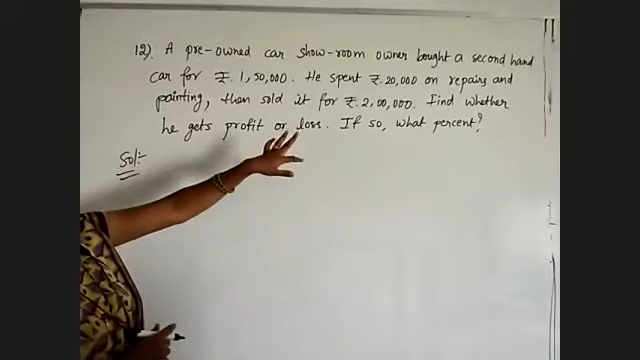 12). A pre-owned car show-room owner bought a second hand
car for ₹. 1,50,000. He spent ₹. 20,000 on repairs and
painting, then sold it for ₹. 2,00,000. Find whether
he gets profit or loss. If so, what percent?
Sol:-